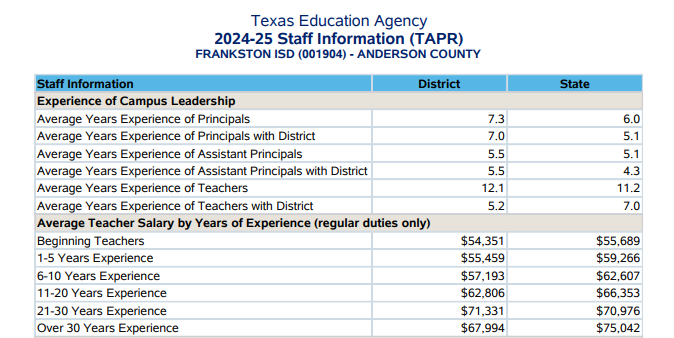 Texas Education Agency
2024-25 Staff Information (TAPR)
FRANKSTON ISD (001904) - ANDERSON COUNTY
Staff Information District State
Experience of Campus Leadership
Average Years Experience of Principals 7.3 6.0
Average Years Experience of Principals with District 7.0 5.1
Average Years Experience of Assistant Principals 5.5 5.1
Average Years Experience of Assistant Principals with District 5.5 4.3
Average Years Experience of Teachers 12.1 11.2
Average Years Experience of Teachers with District 5.2 7.0
Average Teacher Salary by Years of Experience (regular duties only)
Beginning Teachers $54,351 $55,689
1-5 Years Experience $55,459 $59,266
6-10 Years Experience $57,193 $62,607
11-20 Years Experience $62,806 $66,353
21-30 Years Experience $71,331 $70,976
Over 30 Years Experience $67,994 $75,042